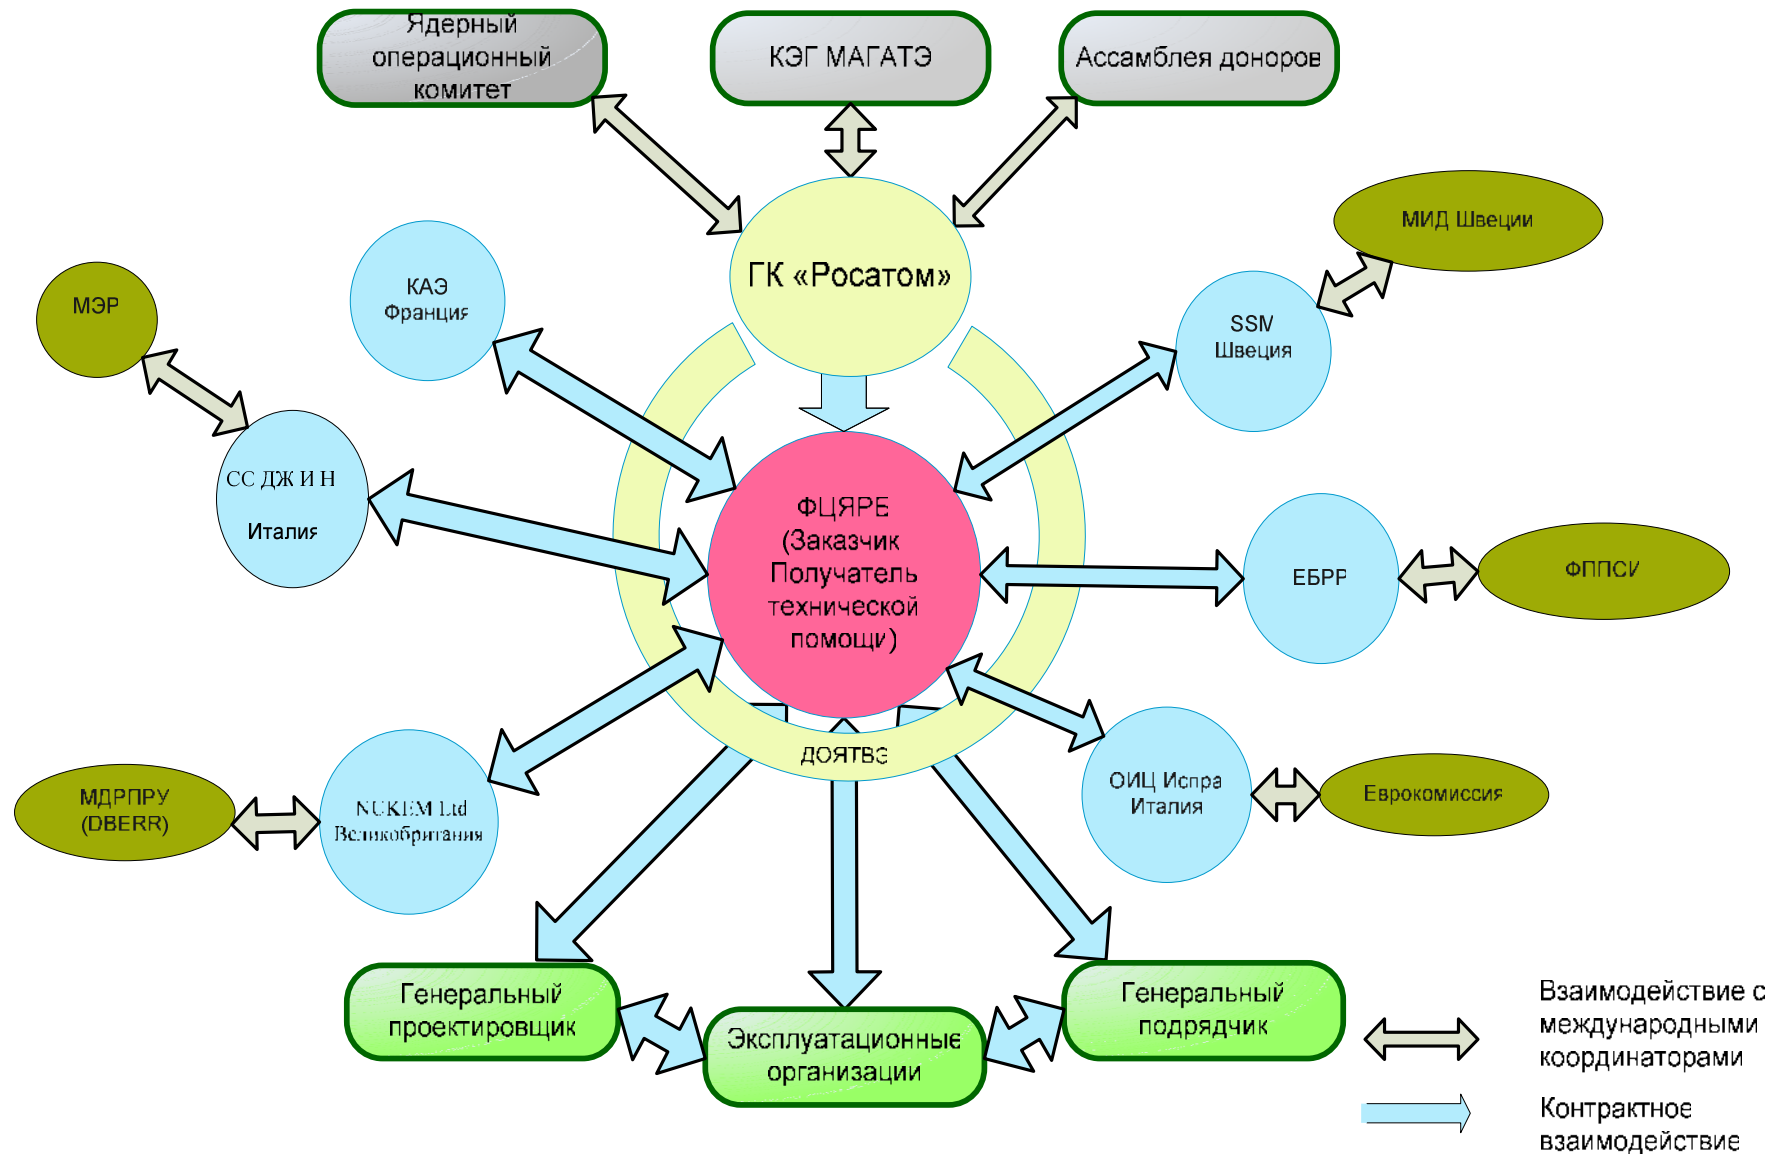 Ядерный
операционный
комитет
КЭГ МАГАТЭ
Ассамблея доноров
МИД Швеции
ГК «Росатом»
КАЭ
Франция
МЭР
SSM
Швеция
СС ДЖ И Н
Италия
ФЦЯРБ
(Заказчик
Получатель
технической
помощи)
ЕБРР
ФППСИ
ДОЯТВЭ
МДРПРУ
(DBERR)
NUKEM Ltd
Великобритания
ОИЦ Испра
Италия
Еврокомиссия
Генеральный
проектировщик
Эксплуатационные
организации
Генеральный
подрядчик
Взаимодействие с
международными
координаторами
Контрактное
взаимодействие